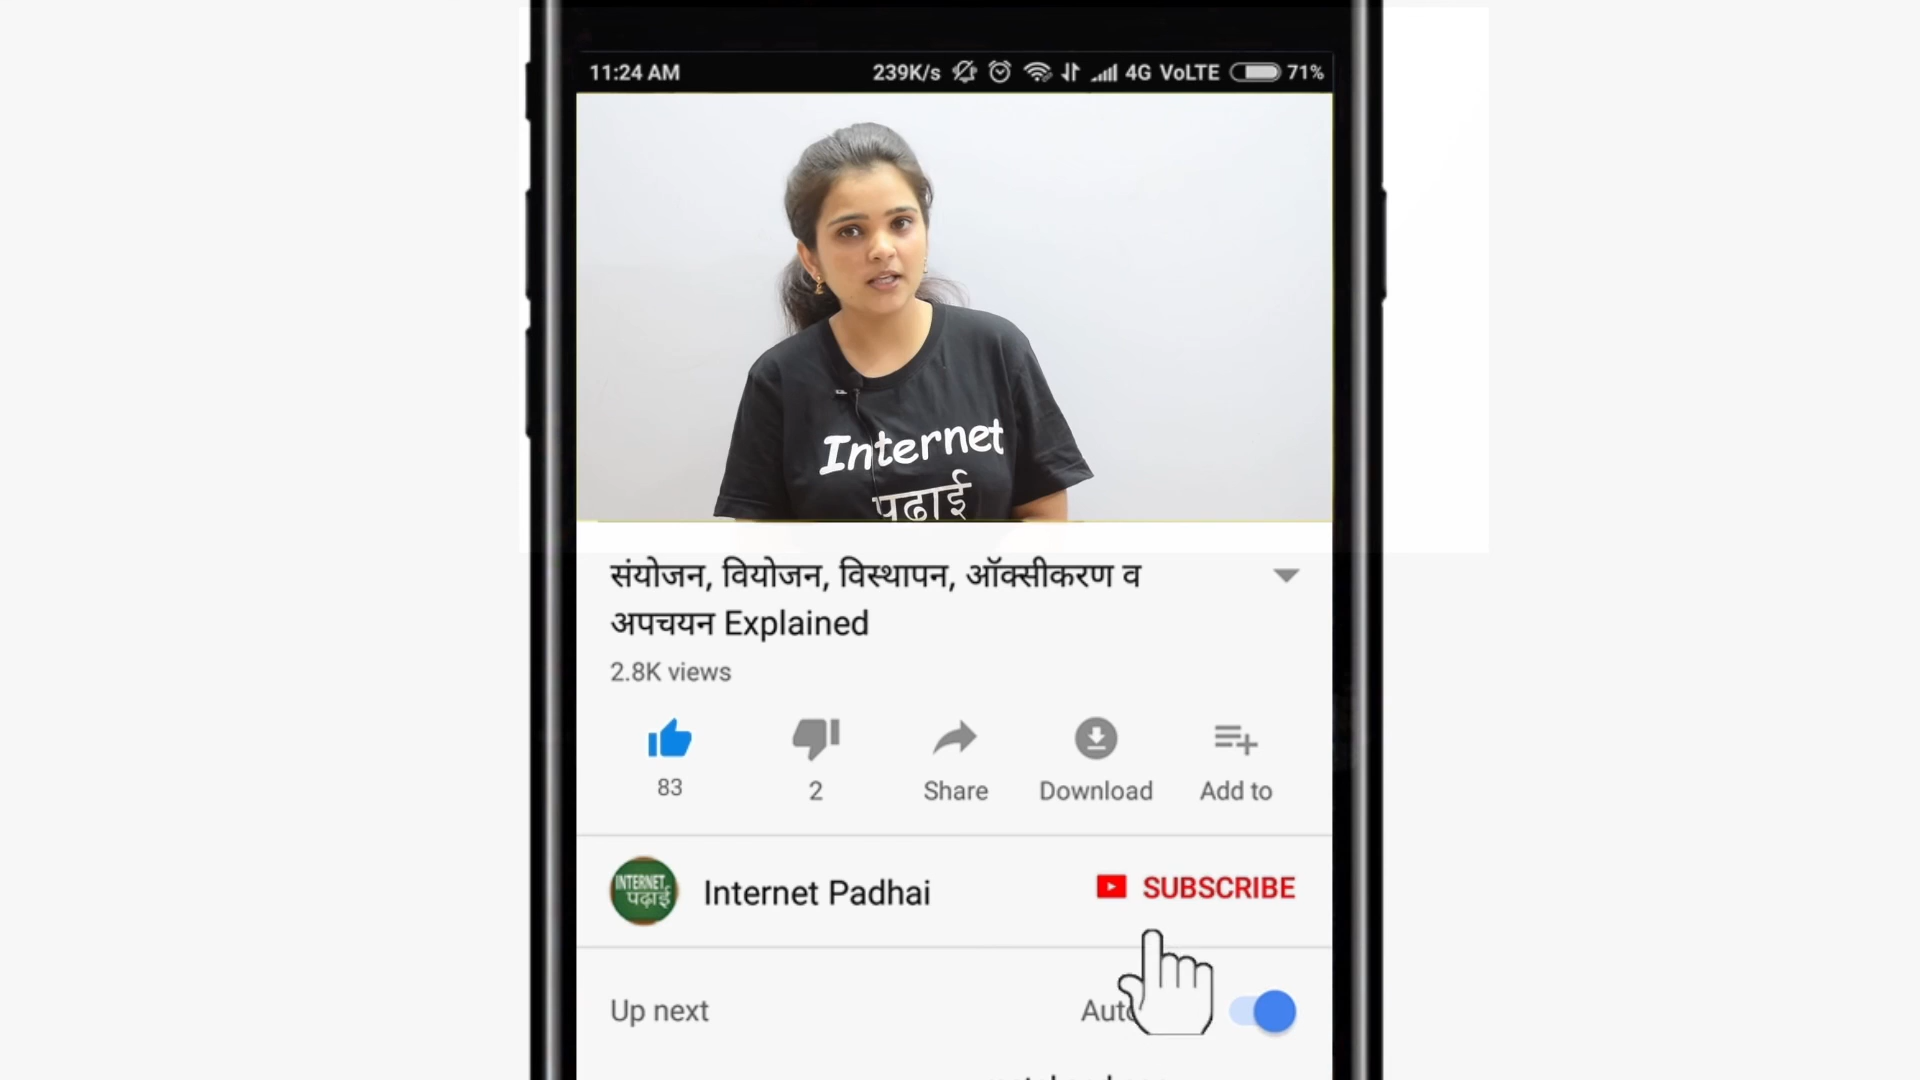 11:24 AM 239K/s 4G VoLTE 71%
Internet
पढाई
संयोजन, वियोजन, विस्थापन, ऑक्सीकरण व
अपचयन Explained
2.8K views
83 2 Share Download Add to
INTERNET
पढ़ाई
Internet Padhai SUBSCRIBE
Up next